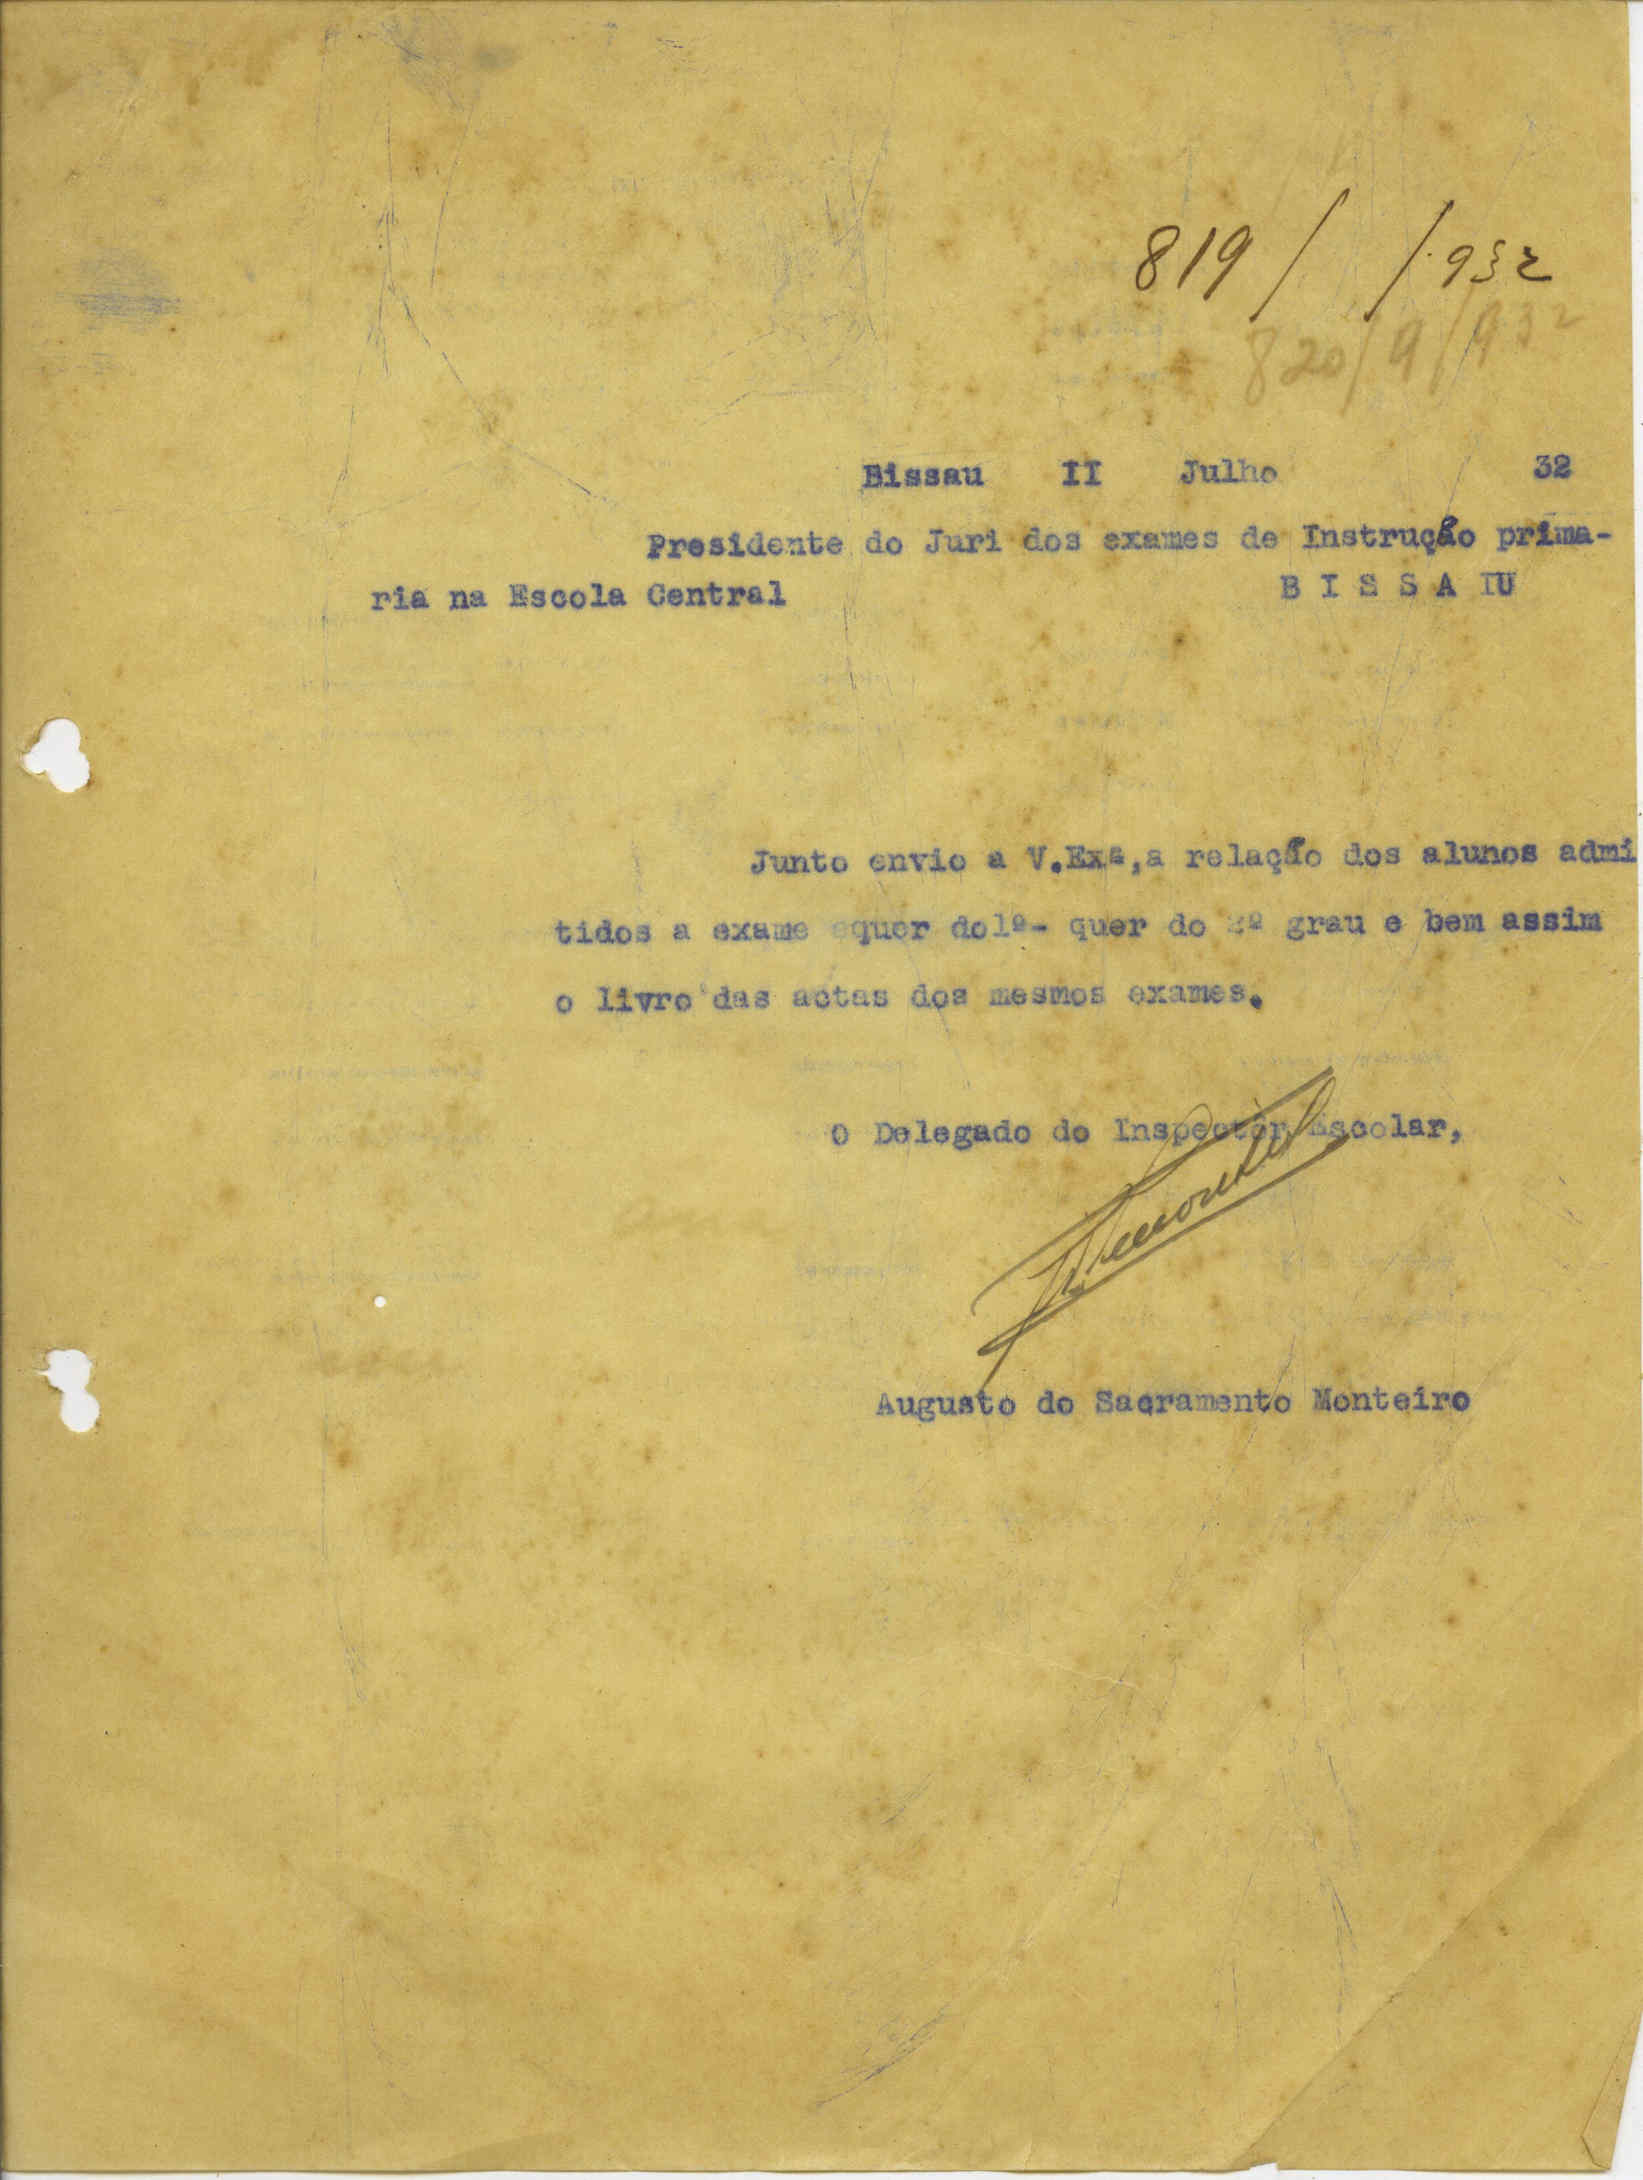 819 / /.932
820/9/932
Bissau II Julho 32
Presidente do Juri dos exames de Instrução prima-
ria na Escola Central B I S S A IU
Junto envio a V.Exª,a relação dos alunos admi
tidos a exame equer do1º- quer do 2º grau e bem assim
o livro das actas dos mesmos exames.
O Delegado do Inspector Escolar,
Augusto do Sacramento Monteiro